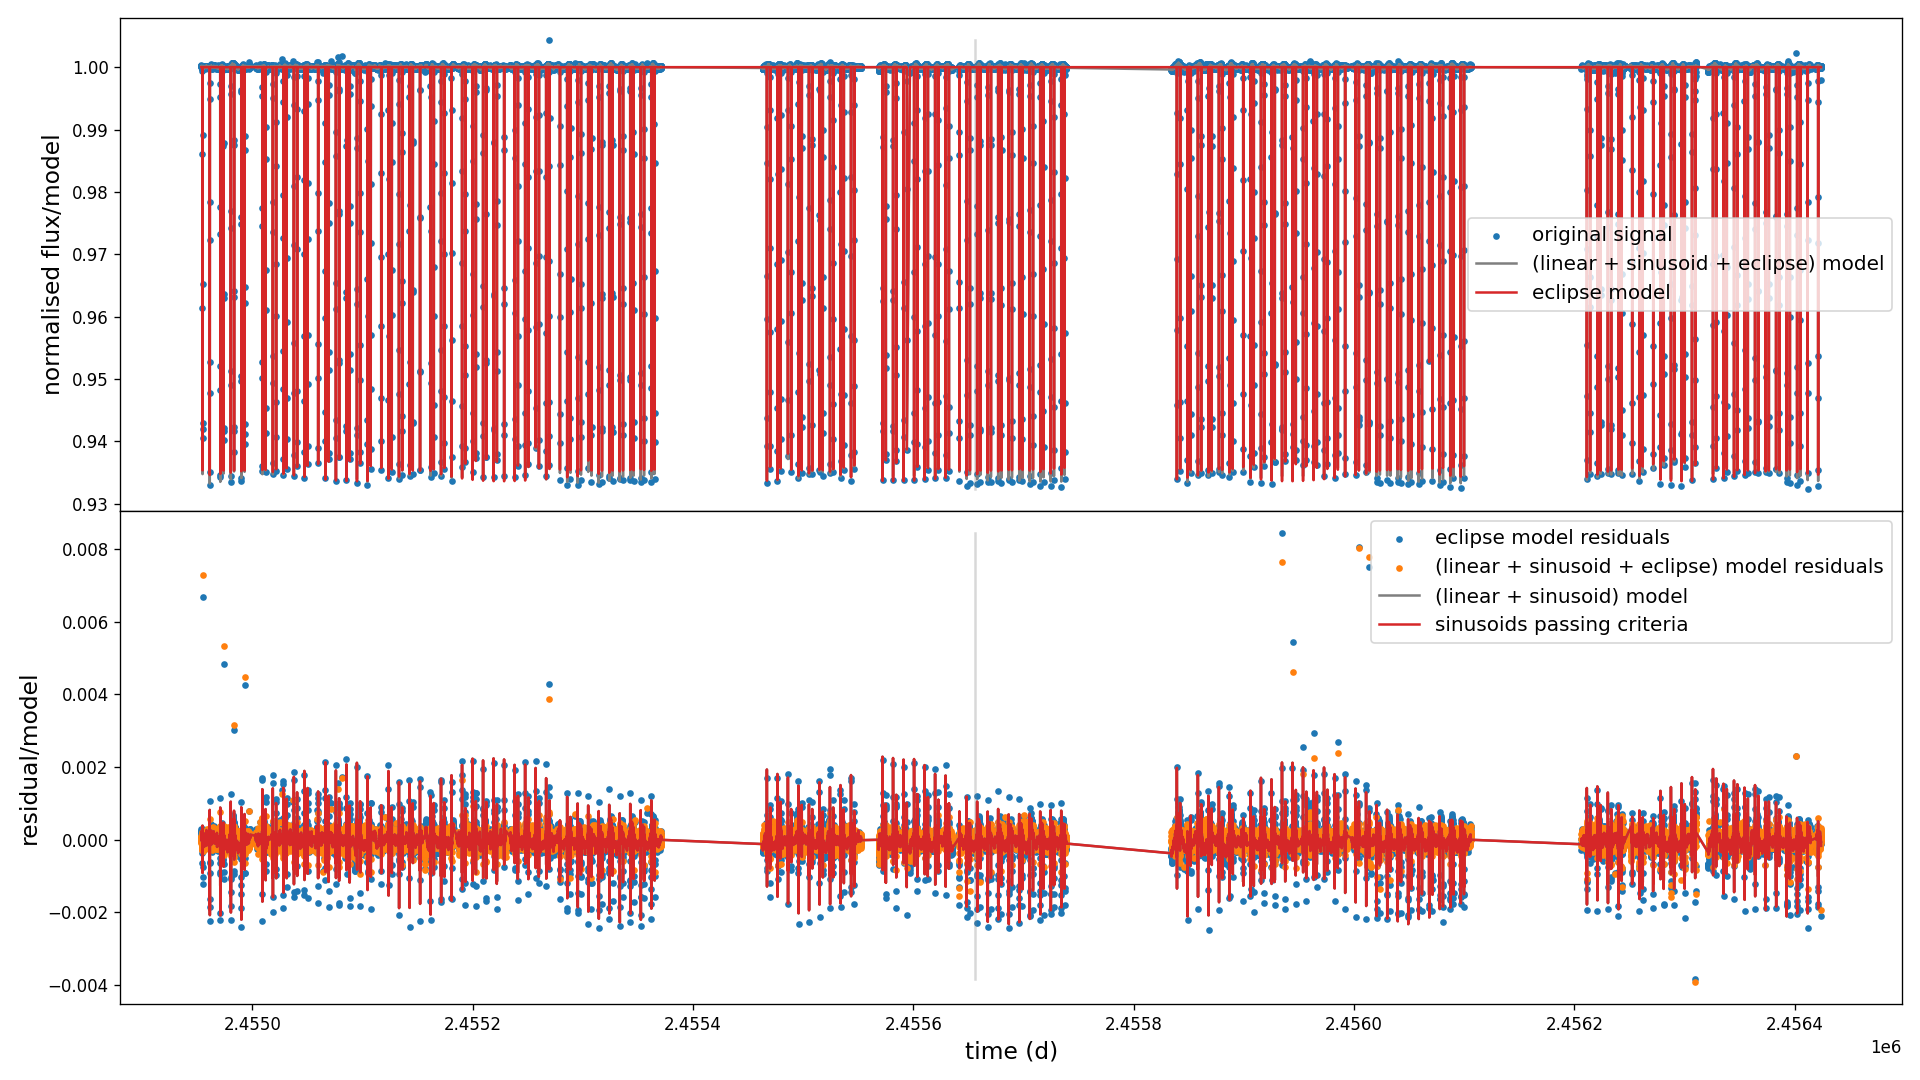 normalised flux/model
1.00
0.99
0.98
0.97
0.96
0.95
0.94
0.93
original signal
(linear + sinusoid + eclipse) model
eclipse model
residual/model
0.008
0.006
0.004
0.002
0.000
−0.002
−0.004
eclipse model residuals
(linear + sinusoid + eclipse) model residuals
(linear + sinusoid) model
sinusoids passing criteria
2.4550 2.4552 2.4554 2.4556 2.4558 2.4560 2.4562 2.4564
time (d)
1e6